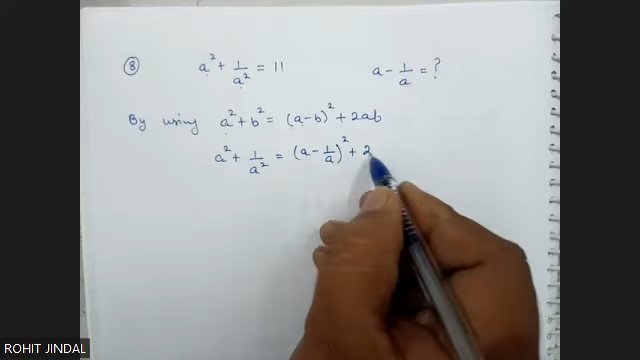 ⑧ a² + 1/a² = 11 a - 1/a = ?
By using a² + b² = (a - b)² + 2ab
a² + 1/a² = (a - 1/a)² + 2
ROHIT JINDAL